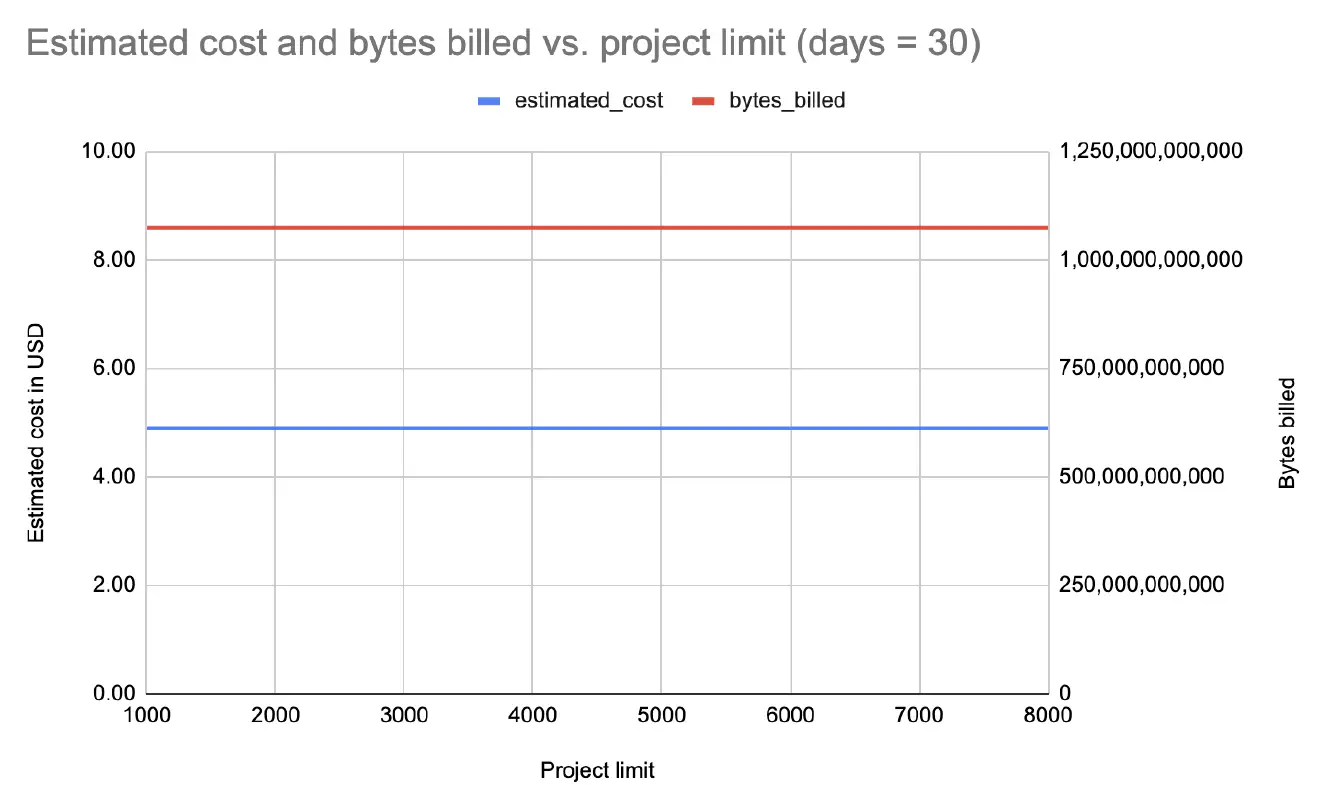 Estimated cost and bytes billed vs. project limit (days = 30)
estimated_cost bytes_billed
10.00 1,250,000,000,000
8.00 1,000,000,000,000
6.00 750,000,000,000
4.00 500,000,000,000
2.00 250,000,000,000
0.00 0
Estimated cost in USD
Bytes billed
1000 2000 3000 4000 5000 6000 7000 8000
Project limit